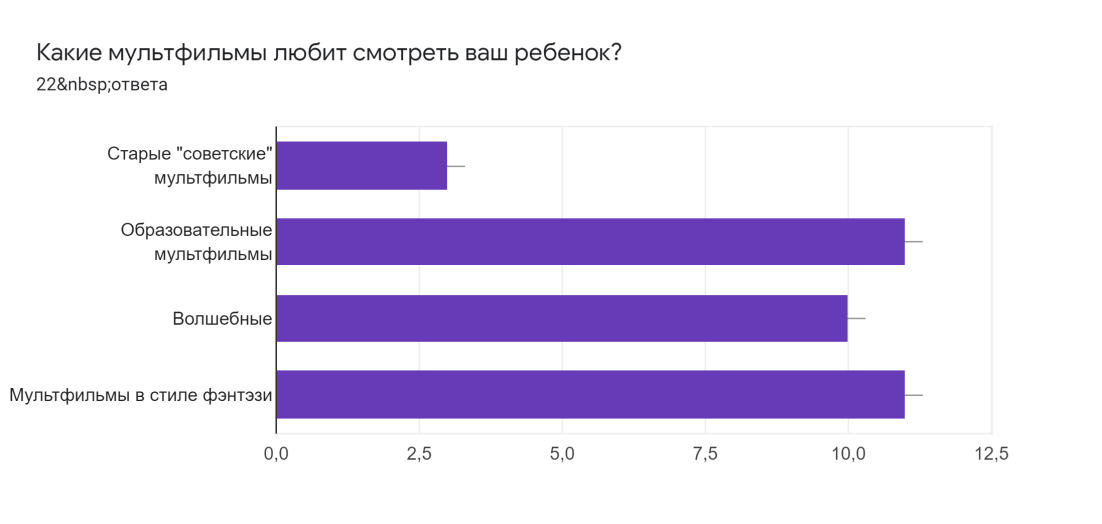 Какие мультфильмы любит смотреть ваш ребенок?
22&nbsp;ответа
Старые "советские"
мультфильмы
Образовательные
мультфильмы
Волшебные
Мультфильмы в стиле фэнтэзи
0,0 2,5 5,0 7,5 10,0 12,5